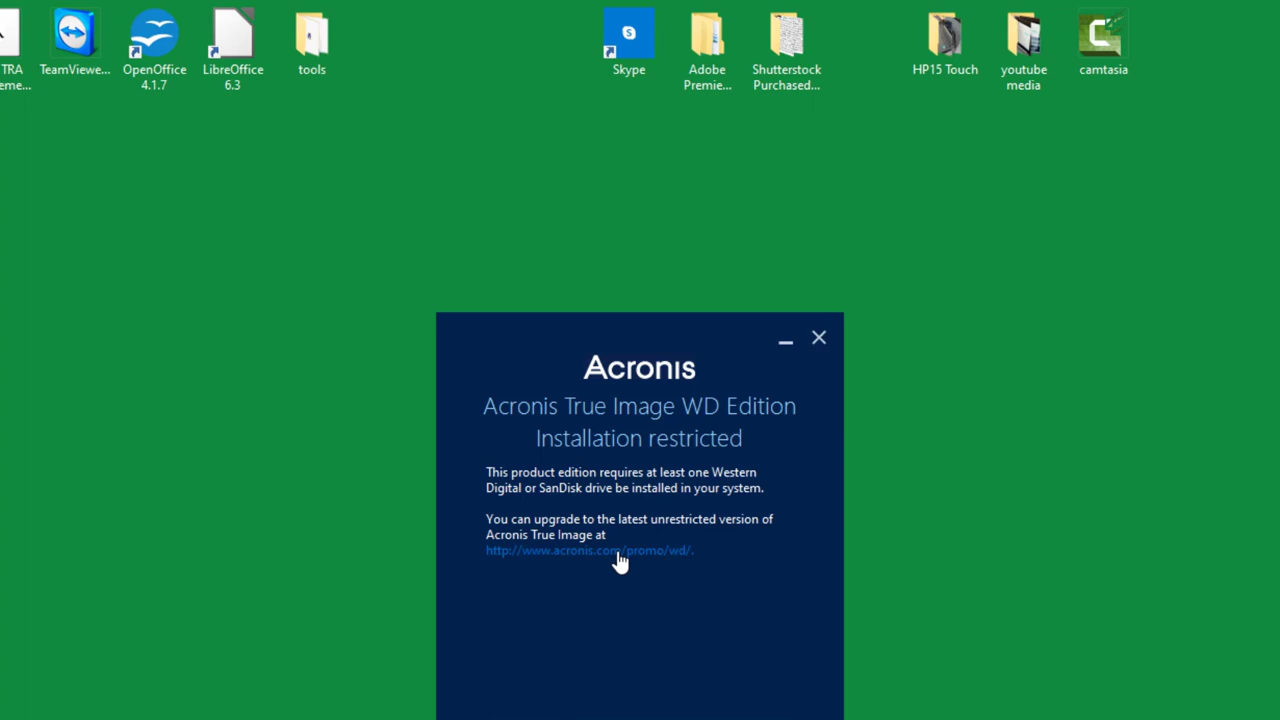 TRA
eme...
TeamViewe...
OpenOffice
4.1.7
LibreOffice
6.3
tools
Skype
Adobe
Premie...
Shutterstock
Purchased...
HP15 Touch
youtube
media
camtasia
Acronis
Acronis True Image WD Edition
Installation restricted
This product edition requires at least one Western
Digital or SanDisk drive be installed in your system.
You can upgrade to the latest unrestricted version of
Acronis True Image at
http://www.acronis.com/promo/wd/.